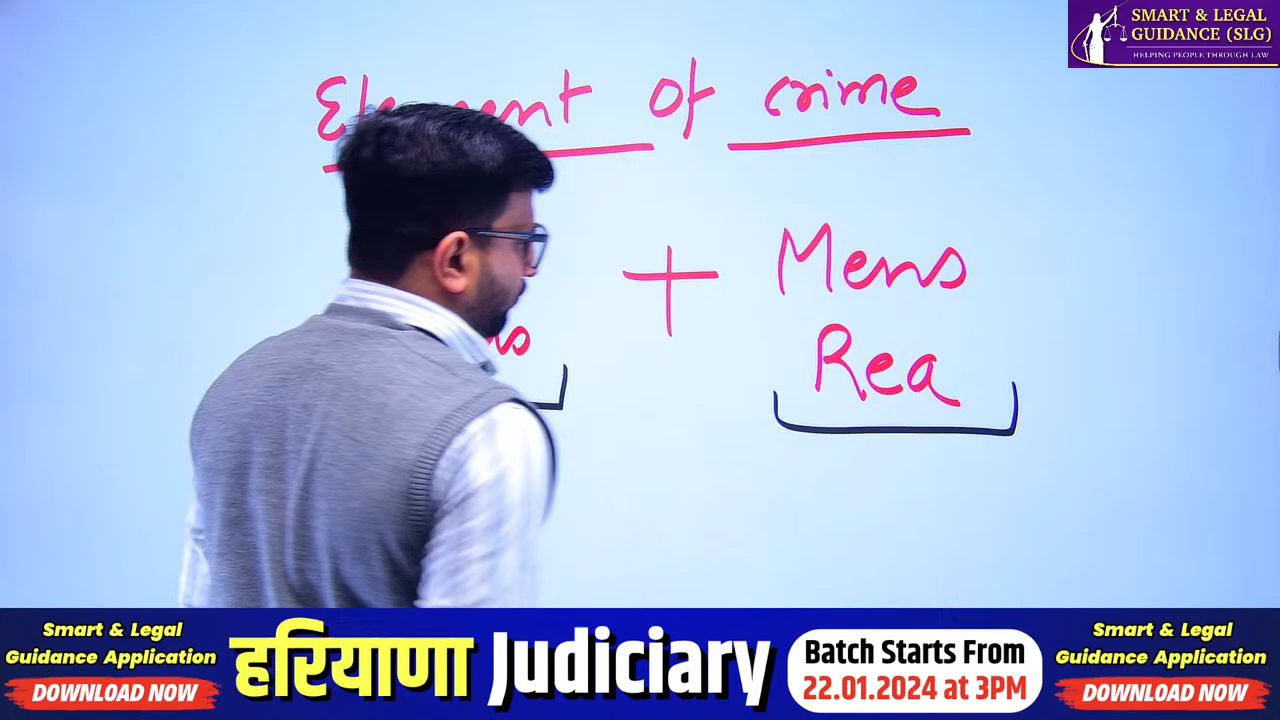 SMART & LEGAL
GUIDANCE (SLG)
HELPING PEOPLE THROUGH LAW
of crime
+ Mens
Rea
Smart & Legal
Guidance Application
DOWNLOAD NOW
हरियाणा Judiciary
Batch Starts From
22.01.2024 at 3PM
Smart & Legal
Guidance Application
DOWNLOAD NOW